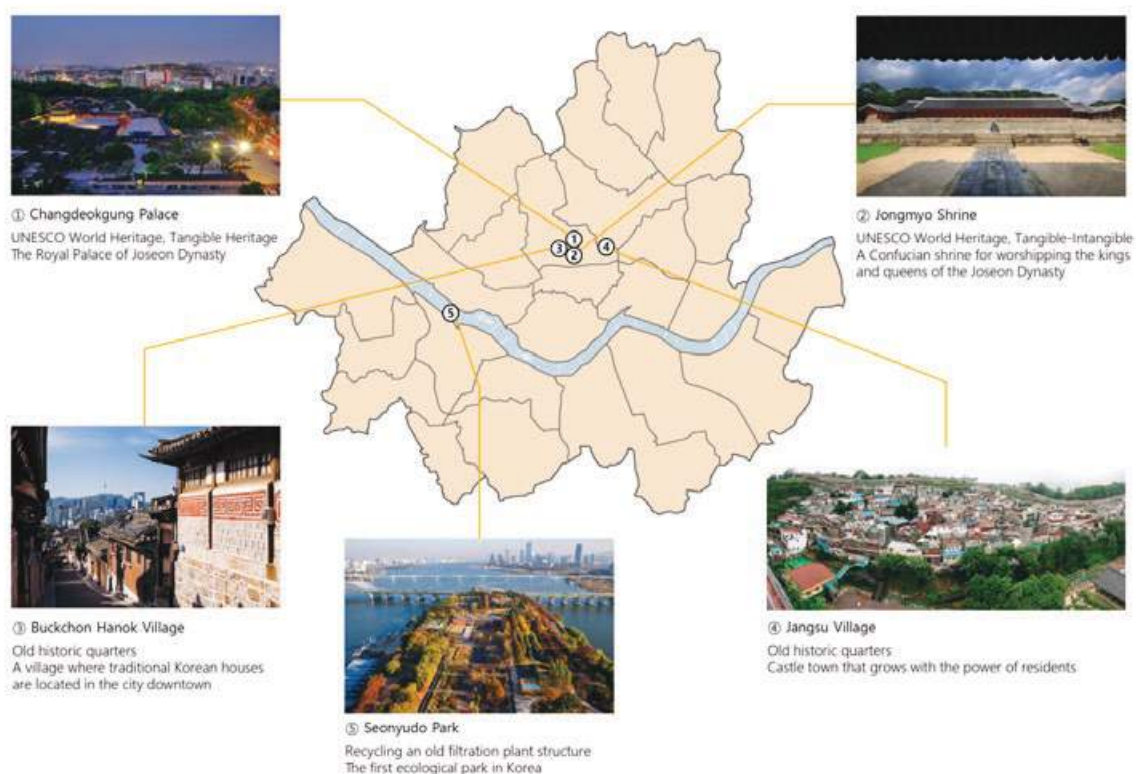 ① Changdeokgung Palace
UNESCO World Heritage, Tangible Heritage
The Royal Palace of Joseon Dynasty
② Jongmyo Shrine
UNESCO World Heritage, Tangible-Intangible
A Confucian shrine for worshipping the kings
and queens of the Joseon Dynasty
1
3
2
4
5
③ Buckchon Hanok Village
Old historic quarters
A village where traditional Korean houses
are located in the city downtown
④ Jangsu Village
Old historic quarters
Castle town that grows with the power of residents
⑤ Seonyudo Park
Recycling an old filtration plant structure
The first ecological park in Korea